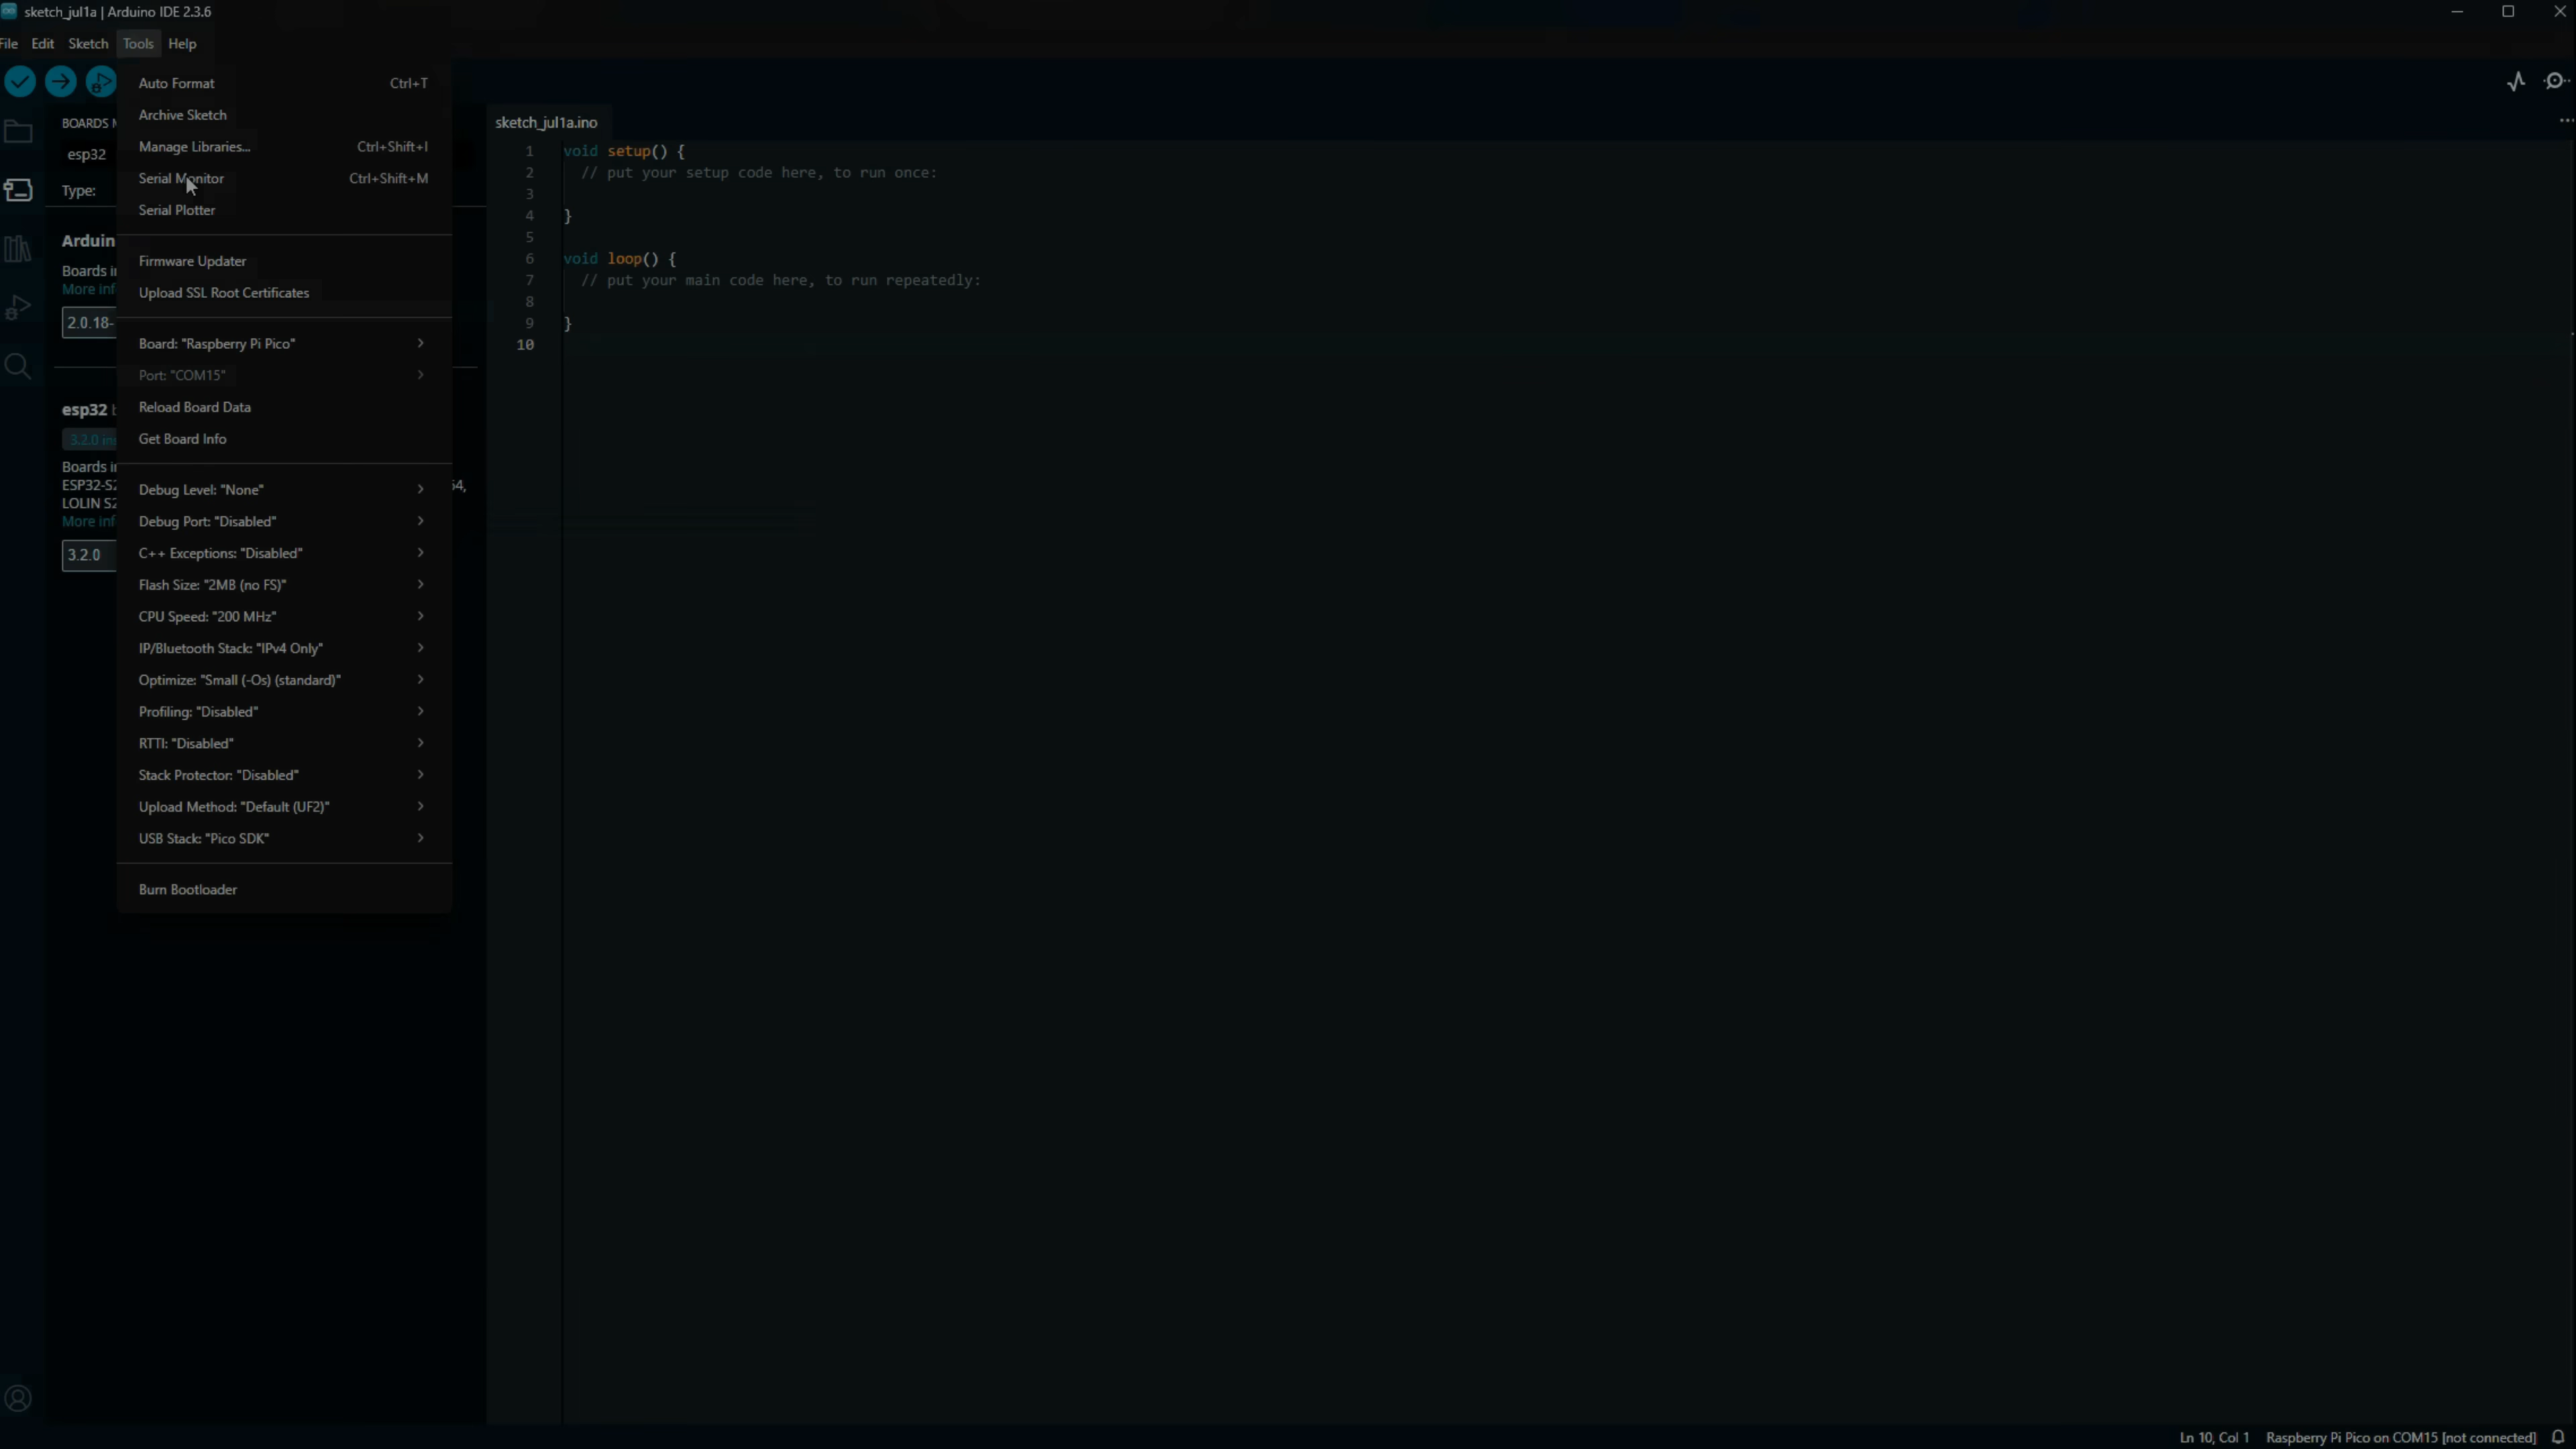 sketch_jul1a | Arduino IDE 2.3.6
File Edit Sketch Tools Help
Auto Format Ctrl+T
Archive Sketch
Manage Libraries... Ctrl+Shift+I
Serial Monitor Ctrl+Shift+M
Serial Plotter
Firmware Updater
Upload SSL Root Certificates
Board: "Raspberry Pi Pico"
Port: "COM15"
Reload Board Data
Get Board Info
Debug Level: "None"
Debug Port: "Disabled"
C++ Exceptions: "Disabled"
Flash Size: "2MB (no FS)"
CPU Speed: "200 MHz"
IP/Bluetooth Stack: "IPv4 Only"
Optimize: "Small (-Os) (standard)"
Profiling: "Disabled"
RTTI: "Disabled"
Stack Protector: "Disabled"
Upload Method: "Default (UF2)"
USB Stack: "Pico SDK"
Burn Bootloader
BOARDS M
esp32
Type:
Arduin
Boards i
More inf
2.0.18-
esp32 b
3.2.0 ins
Boards i
ESP32-S2 64,
LOLIN S2
More inf
3.2.0
sketch_jul1a.ino
1 void setup() {
2 // put your setup code here, to run once:
3
4 }
5
6 void loop() {
7 // put your main code here, to run repeatedly:
8
9 }
10
Ln 10, Col 1 Raspberry Pi Pico on COM15 [not connected]